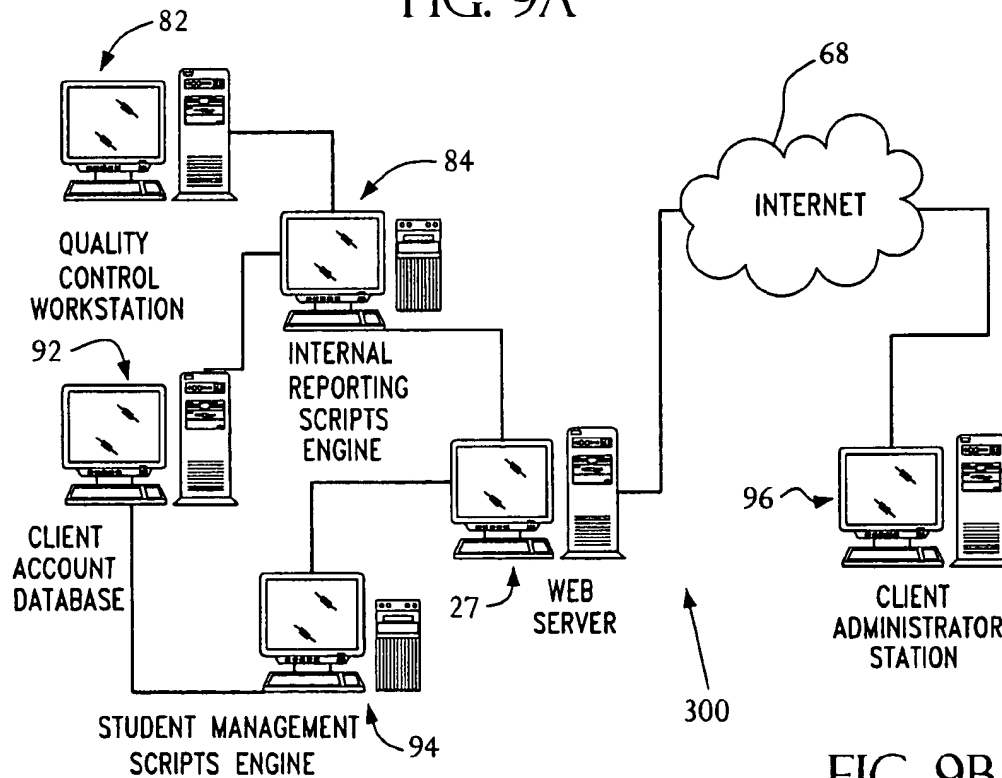 FIG. 9A
82
68
84
INTERNET
QUALITY
CONTROL
WORKSTATION
92
INTERNAL
REPORTING
SCRIPTS
ENGINE
96
CLIENT
ACCOUNT
DATABASE
27
WEB
SERVER
CLIENT
ADMINISTRATOR
STATION
300
STUDENT MANAGEMENT
SCRIPTS ENGINE
94
FIG. 9B